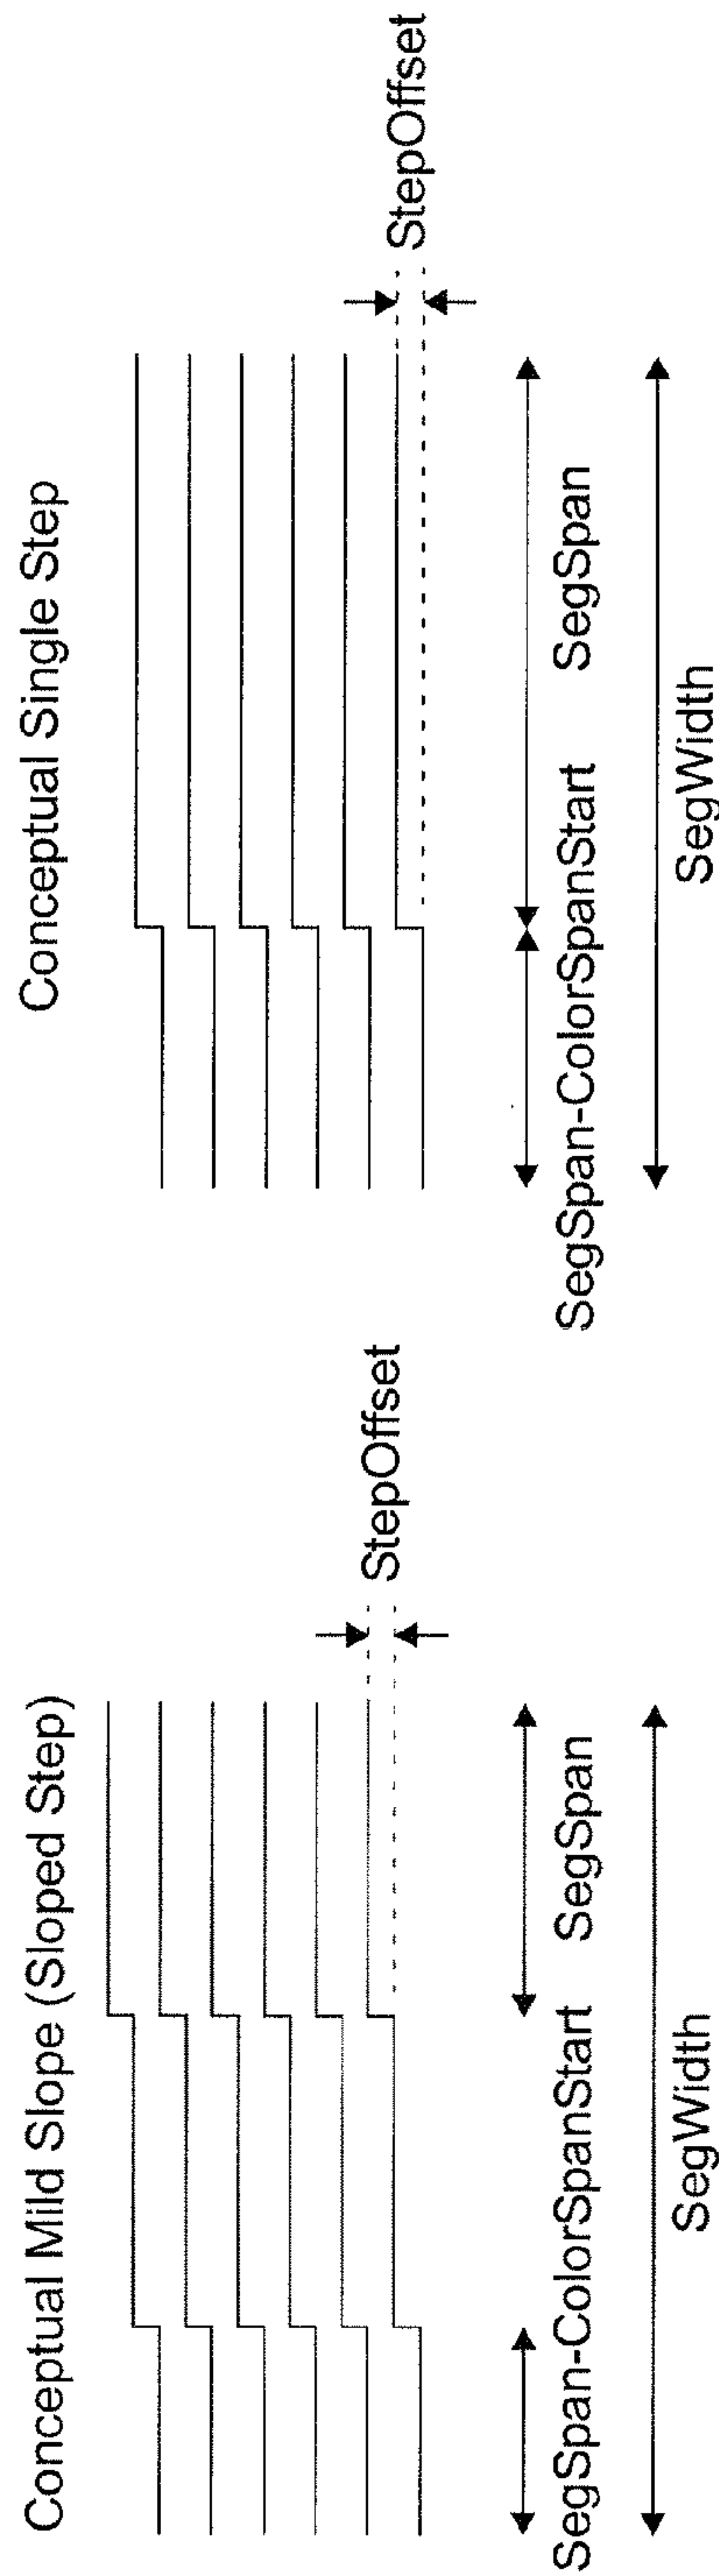 Conceptual Mild Slope (Sloped Step)
StepOffset
SegSpan-ColorSpanStart
SegSpan
SegWidth
Conceptual Single Step
StepOffset
SegSpan-ColorSpanStart
SegSpan
SegWidth